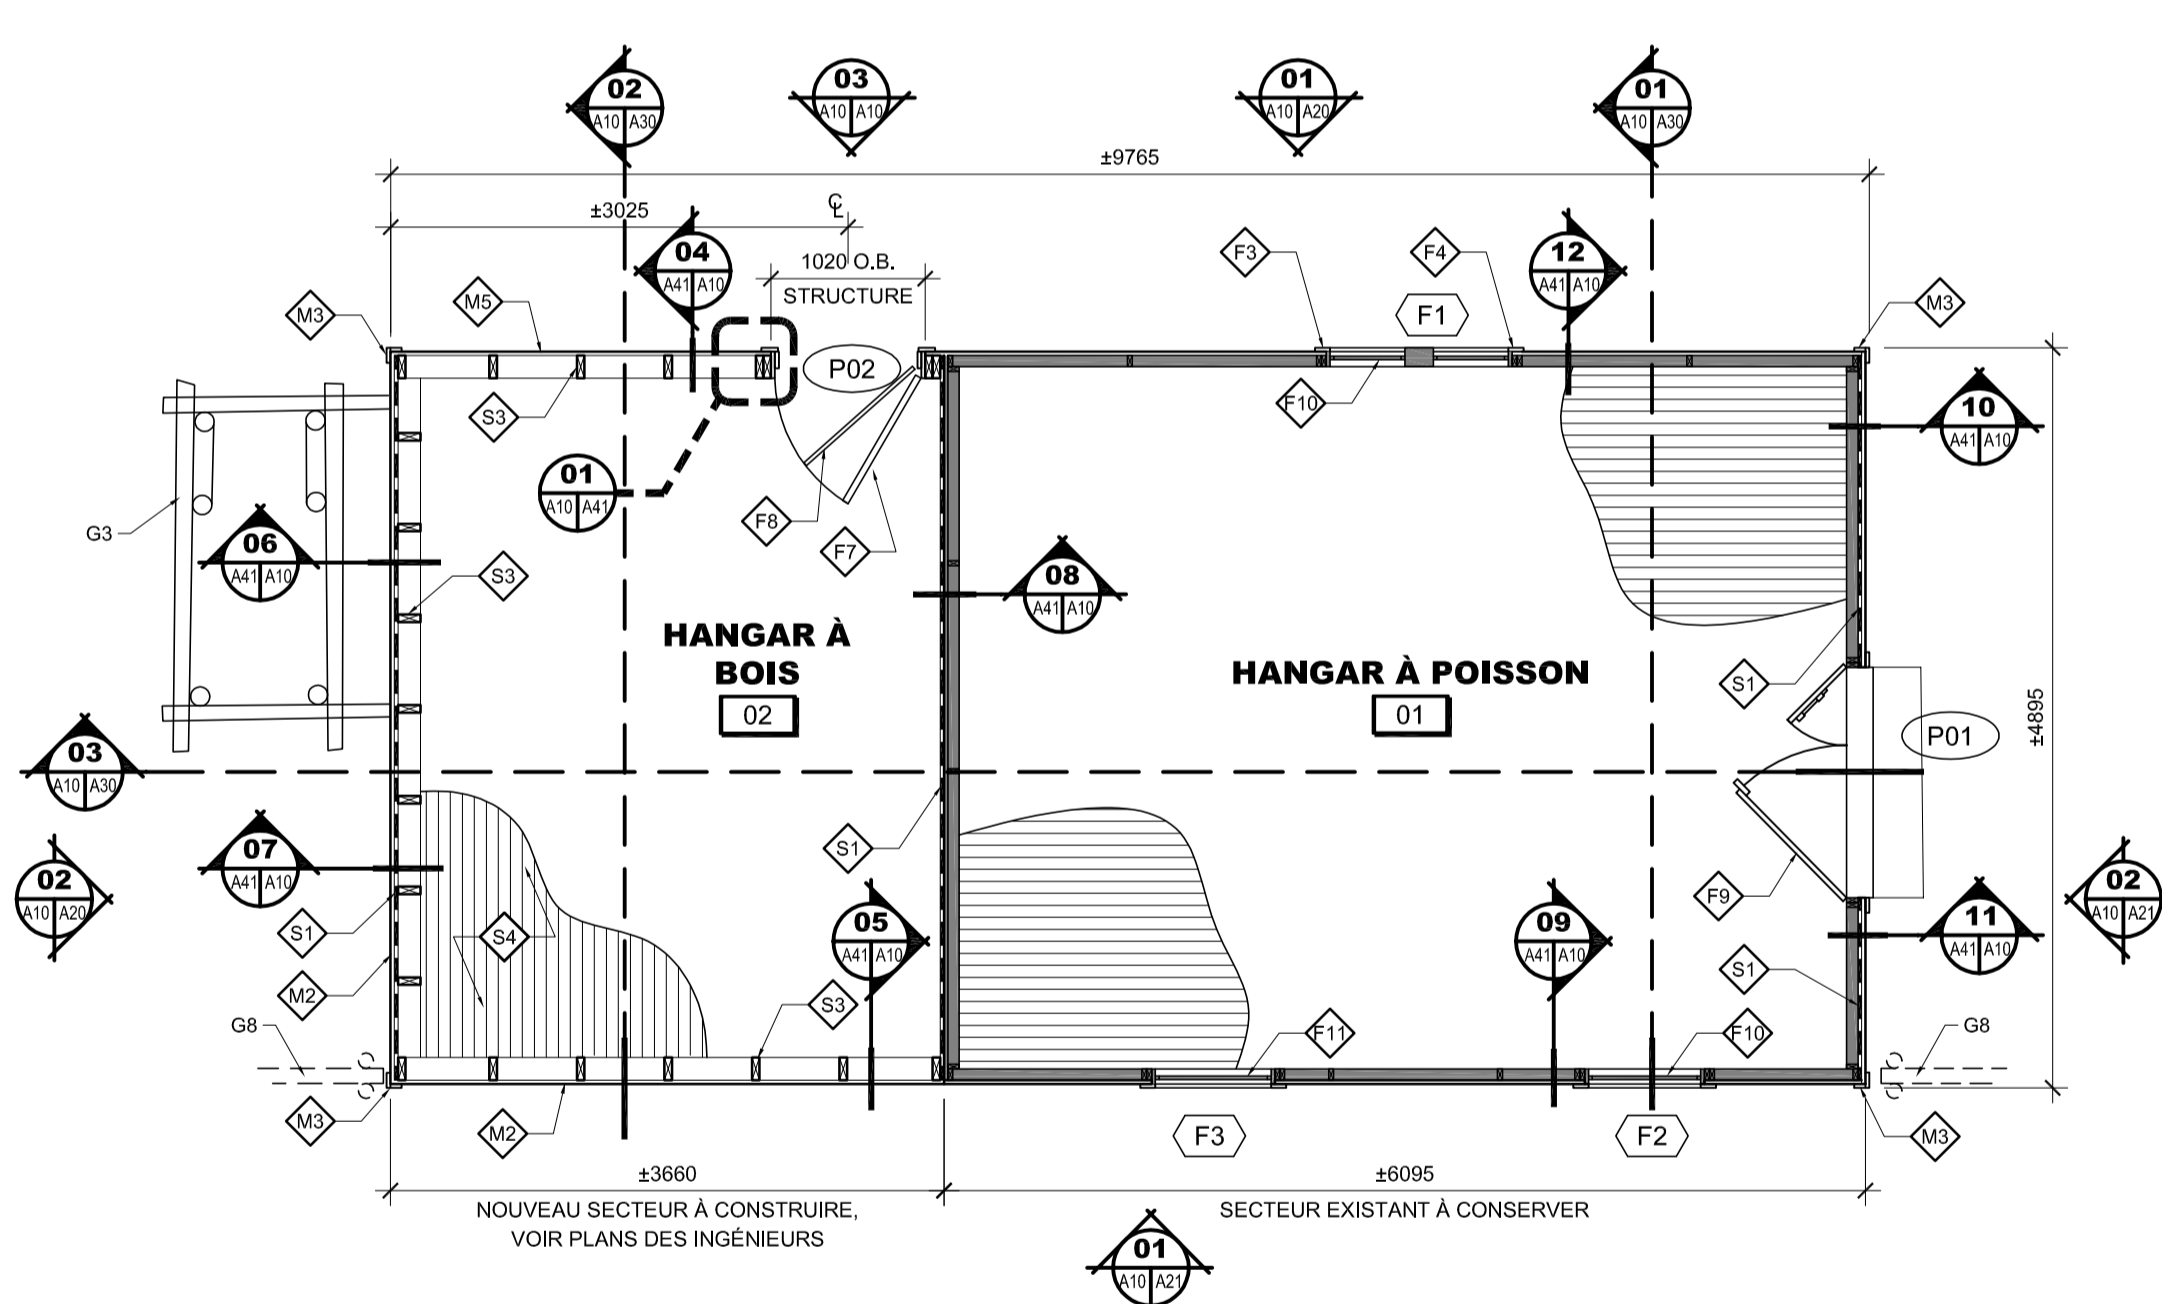 02
A10 A30
03
A10 A10
01
A10 A20
01
A10 A30
±9765
±3025
℄
04
A41 A10
1020 O.B.
STRUCTURE
F3
F4
12
A41 A10
M3
M5
F1
M3
P02
S3
F10
10
A41 A10
01
A10 A41
F8
F7
G3
06
A41 A10
S3
08
A41 A10
HANGAR À
BOIS
02
HANGAR À POISSON
01
S1
±4895
P01
03
A10 A30
07
A41 A10
S1
F9
02
A10 A20
02
A10 A21
S1
S4
05
A41 A10
09
A41 A10
11
A41 A10
S1
M2
S3
G8
F11
F10
G8
M3
M2
F3
F2
M3
±3660
±6095
NOUVEAU SECTEUR À CONSTRUIRE,
VOIR PLANS DES INGÉNIEURS
SECTEUR EXISTANT À CONSERVER
01
A10 A21